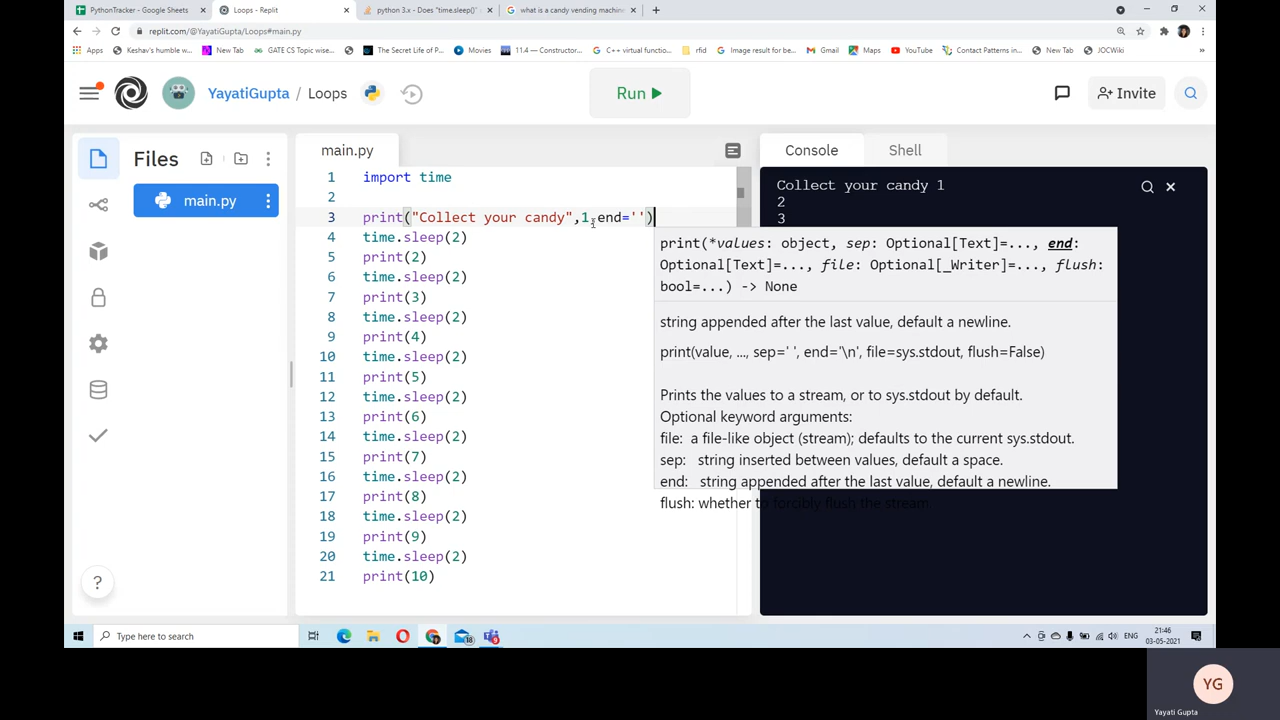 PythonTracker - Google Sheets
Loops - Replit
python 3.x - Does "time.sleep()"
what is a candy vending machin
replit.com/@YayatiGupta/Loops#main.py
Apps
Keshav's humble w...
New Tab
GATE CS Topic wise...
The Secret Life of P...
Movies
11.4 — Constructor...
C++ virtual functio...
rfid
Image result for be...
Gmail
Maps
YouTube
Contact Patterns in...
New Tab
JOCWiki
YayatiGupta / Loops
Run
Invite
Files
main.py
main.py
Console
Shell
1 import time
2
3 print("Collect your candy",1,end='')
4 time.sleep(2)
5 print(2)
6 time.sleep(2)
7 print(3)
8 time.sleep(2)
9 print(4)
10 time.sleep(2)
11 print(5)
12 time.sleep(2)
13 print(6)
14 time.sleep(2)
15 print(7)
16 time.sleep(2)
17 print(8)
18 time.sleep(2)
19 print(9)
20 time.sleep(2)
21 print(10)
Collect your candy 1
2
3
print(*values: object, sep: Optional[Text]=..., end:
Optional[Text]=..., file: Optional[_Writer]=..., flush:
bool=...) -> None
string appended after the last value, default a newline.
print(value, ..., sep=' ', end='\n', file=sys.stdout, flush=False)
Prints the values to a stream, or to sys.stdout by default.
Optional keyword arguments:
file: a file-like object (stream); defaults to the current sys.stdout.
sep: string inserted between values, default a space.
end: string appended after the last value, default a newline.
flush: whether to forcibly flush the stream
?
Type here to search
18
9
ENG
21:46
03-05-2021
YG
Yayati Gupta